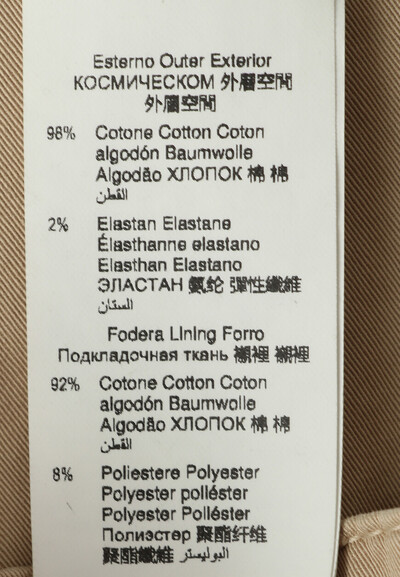 Esterno Outer Exterior
КОСМИЧЕСКОМ 外層空間
外層空間
98% Cotone Cotton Coton
algodón Baumwolle
Algodão ХЛОПОК 棉 棉
القطن
2% Elastan Elastane
Élasthanne elastano
Elasthan Elastano
ЭЛАСТАН 氨纶 彈性纖維
الستان
Fodera Lining Forro
Подкладочная ткань 襯裡 襯裡
92% Cotone Cotton Coton
algodón Baumwolle
Algodão ХЛОПОК 棉 棉
القطن
8% Poliestere Polyester
Polyester poliéster
Polyester Poliéster
Полиэстер 聚酯纤维
聚酯纖維 البوليستر